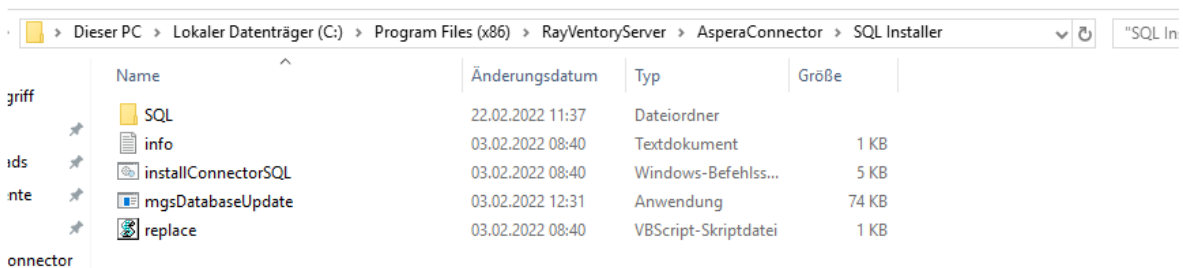 Dieser PC > Lokaler Datenträger (C:) > Program Files (x86) > RayVentoryServer > AsperaConnector > SQL Installer "SQL Ins
Name Änderungsdatum Typ Größe
griff
SQL 22.02.2022 11:37 Dateiordner
info 03.02.2022 08:40 Textdokument 1 KB
ads
installConnectorSQL 03.02.2022 08:40 Windows-Befehlss... 5 KB
nte
mgsDatabaseUpdate 03.02.2022 12:31 Anwendung 74 KB
replace 03.02.2022 08:40 VBScript-Skriptdatei 1 KB
onnector